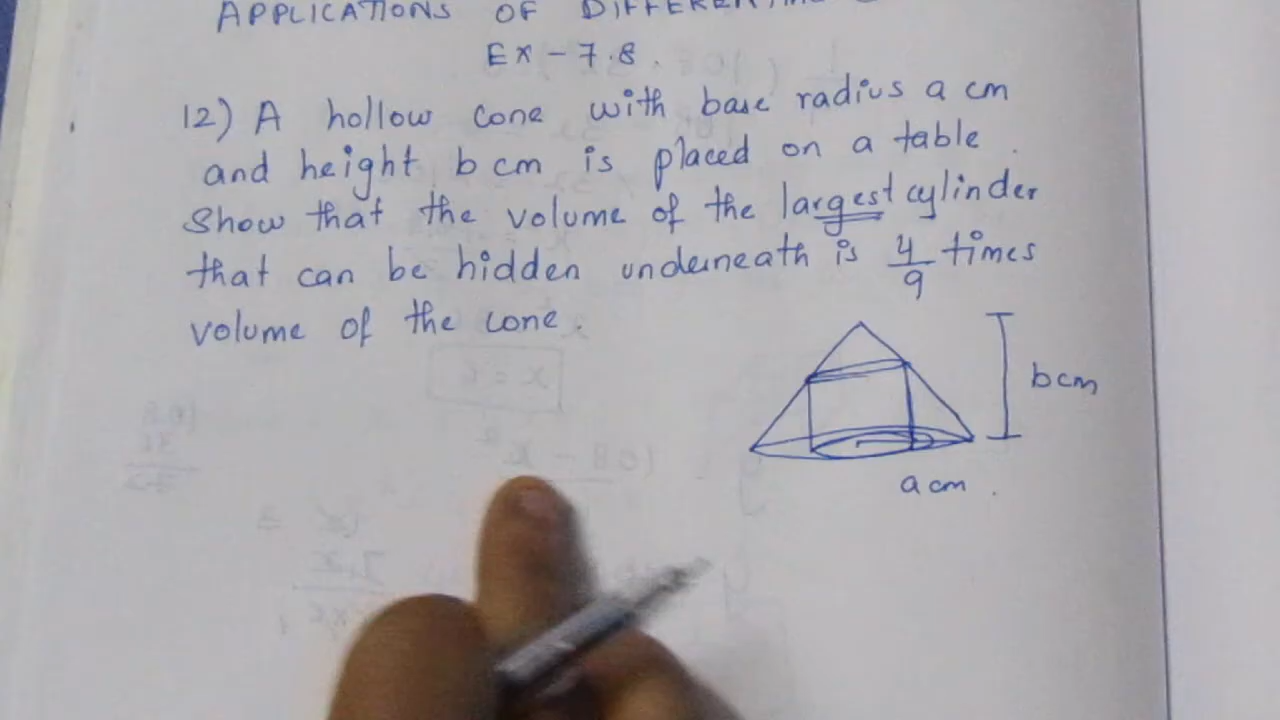 APPLICATIONS OF
Ex - 7.8.
12) A hollow cone with base radius a cm
and height b cm is placed on a table.
Show that the volume of the largest cylinder
that can be hidden underneath is 4/9 times
volume of the cone.
b cm
a cm.